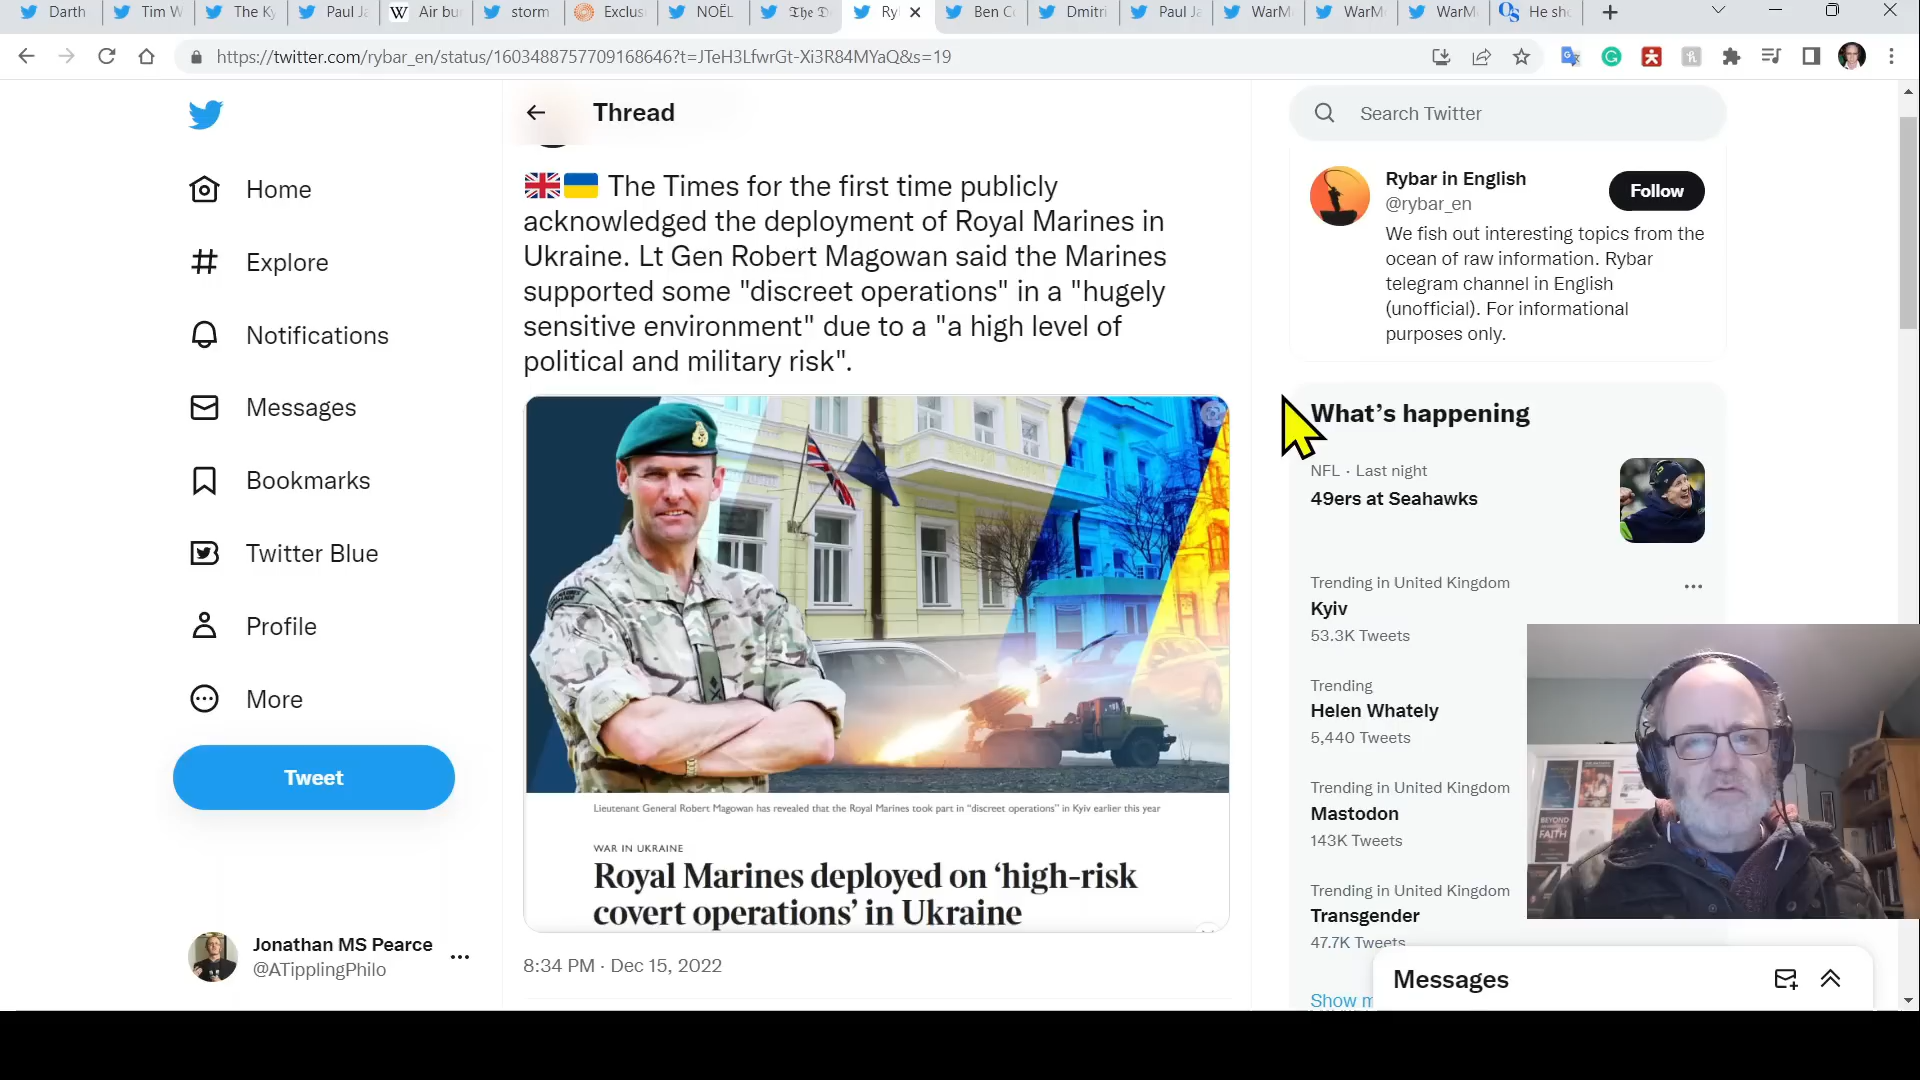 Darth
Tim W
The Ky
Paul Ja
Air bu
storm
Exclus
NOËL
The D
Ry
Ben C
Dmitri
Paul Ja
WarM
WarM
WarM
He sho
https://twitter.com/rybar_en/status/1603488757709168646?t=JTeH3LfwrGt-Xi3R84MYaQ&s=19
Home
Explore
Notifications
Messages
Bookmarks
Twitter Blue
Profile
More
Tweet
Jonathan MS Pearce
@ATipplingPhilo
Thread
The Times for the first time publicly
acknowledged the deployment of Royal Marines in
Ukraine. Lt Gen Robert Magowan said the Marines
supported some "discreet operations" in a "hugely
sensitive environment" due to a "a high level of
political and military risk".
Lieutenant General Robert Magowan has revealed that the Royal Marines took part in "discreet operations" in Kyiv earlier this year
WAR IN UKRAINE
Royal Marines deployed on ‘high-risk
covert operations’ in Ukraine
8:34 PM · Dec 15, 2022
Search Twitter
Rybar in English
@rybar_en
Follow
We fish out interesting topics from the
ocean of raw information. Rybar
telegram channel in English
(unofficial). For informational
purposes only.
What’s happening
NFL · Last night
49ers at Seahawks
Trending in United Kingdom
Kyiv
53.3K Tweets
Trending
Helen Whately
5,440 Tweets
Trending in United Kingdom
Mastodon
143K Tweets
Trending in United Kingdom
Transgender
47.7K Tweets
Show m
Messages
BEYOND
FAITH